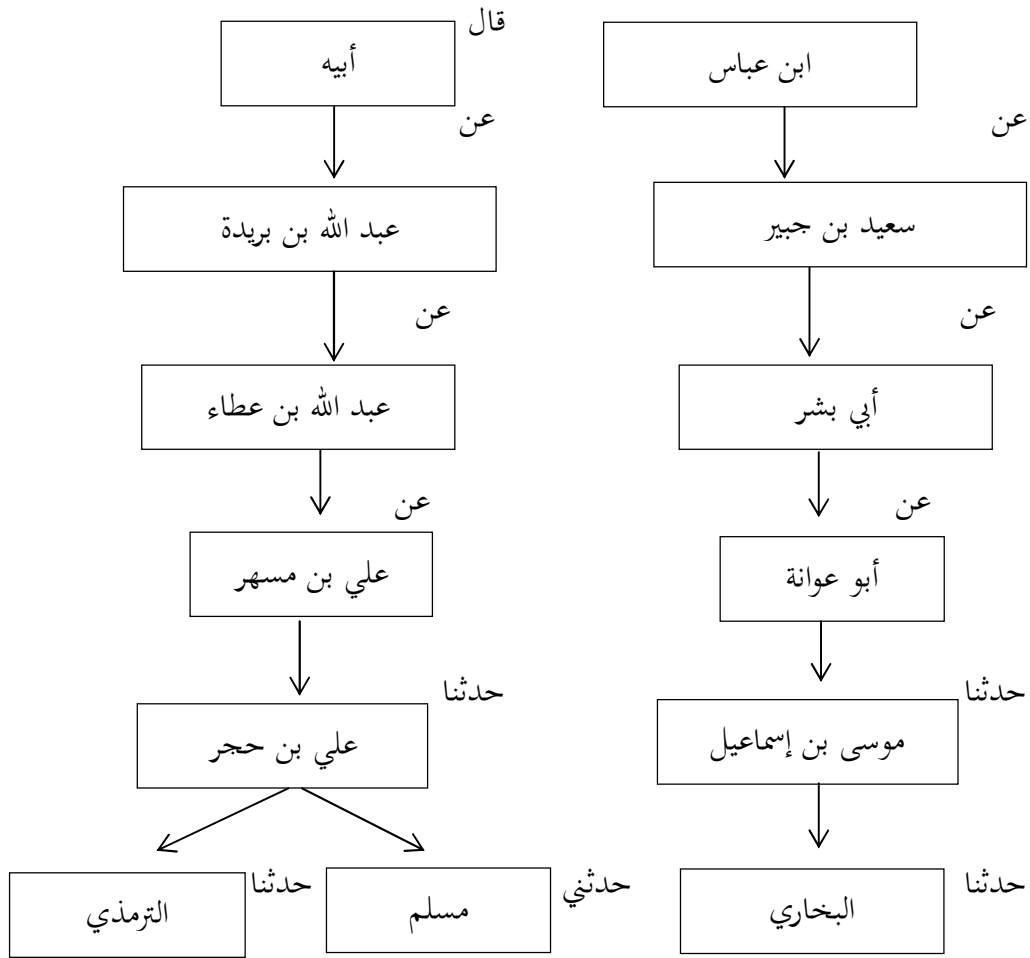 قال
ابن عباس
أبيه
عن
عن
سعيد بن جبير
عبد الله بن بريدة
عن
عن
أبي بشر
عبد الله بن عطاء
عن
عن
أبو عوانة
علي بن مسهر
حدثنا
حدثنا
موسى بن إسماعيل
علي بن حجر
حدثنا
حدثني
حدثنا
البخاري
مسلم
الترمذي